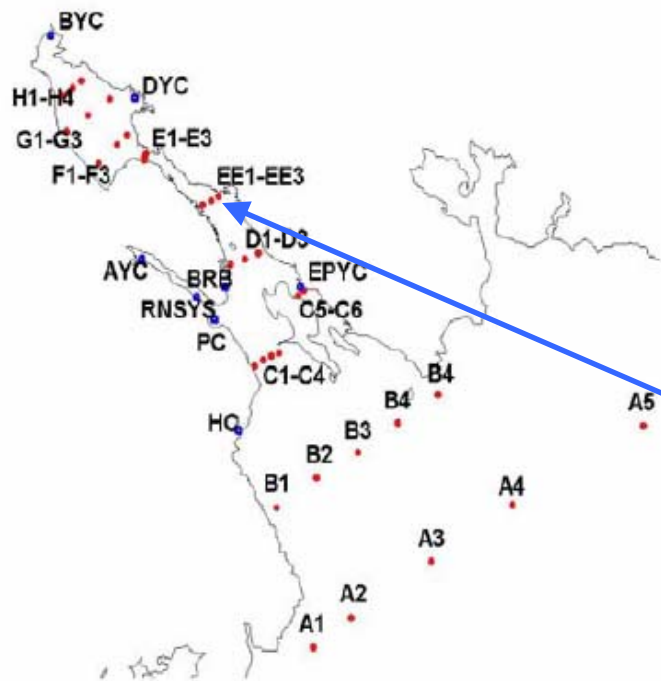 BYC
DYC
H1-H4
G1-G3
E1-E3
F1-F3
EE1-EE3
D1-D3
AYC
BRB
EPYC
RNSYS
C5-C6
PC
C1-C4
B4
B4
A5
HC
B3
B2
B1
A4
A3
A2
A1